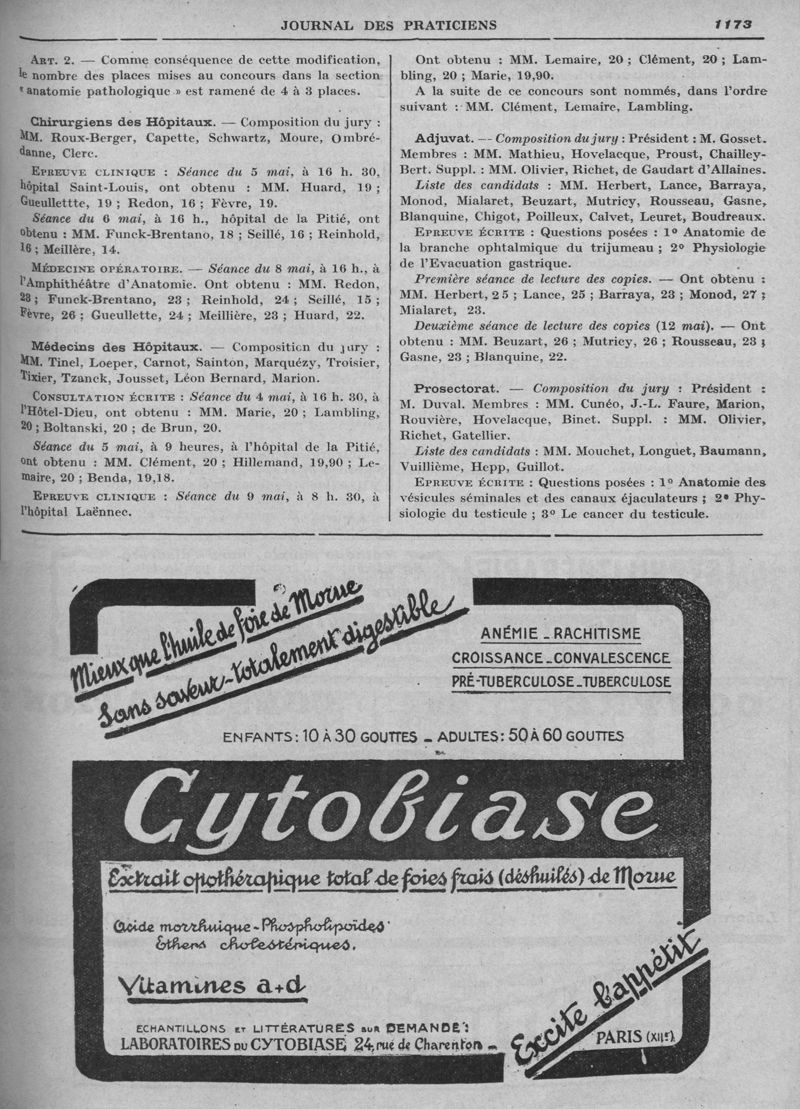 JOURNAL DES PRATICIENS 1173
ART. 2. — Comme conséquence de cette modification,
le nombre des places mises au concours dans la section
« anatomie pathologique » est ramené de 4 à 3 places.
Chirurgiens des Hôpitaux. — Composition du jury :
MM. Roux-Berger, Capette, Schwartz, Moure, Ombré-
danne, Clerc.
EPREUVE CLINIQUE : Séance du 5 mai, à 16 h. 30,
hôpital Saint-Louis, ont obtenu : MM. Huard, 19 ;
Gueullettte, 19 ; Redon, 16 ; Fèvre, 19.
Séance du 6 mai, à 16 h., hôpital de la Pitié, ont
obtenu : MM. Funck-Brentano, 18 ; Seillé, 16 ; Reinhold,
16 ; Meillère, 14.
MÉDECINE OPÉRATOIRE. — Séance du 8 mai, à 16 h., à
l'Amphithéâtre d'Anatomie. Ont obtenu : MM. Redon,
28 ; Funck-Brentano, 23 ; Reinhold, 24 ; Seillé, 15 ;
Fèvre, 26 ; Gueullette, 24 ; Meillière, 23 ; Huard, 22.
Médecins des Hôpitaux. — Composition du jury :
MM. Tinel, Loeper, Carnot, Sainton, Marquézy, Troisier,
Tixier, Tzanck, Jousset, Léon Bernard, Marion.
CONSULTATION ÉCRITE : Séance du 4 mai, à 16 h. 30, à
l'Hôtel-Dieu, ont obtenu : MM. Marie, 20 ; Lambling,
20 ; Boltanski, 20 ; de Brun, 20.
Séance du 5 mai, à 9 heures, à l'hôpital de la Pitié,
ont obtenu : MM. Clément, 20 ; Hillemand, 19,90 ; Le-
maire, 20 ; Benda, 19,18.
EPREUVE CLINIQUE : Séance du 9 mai, à 8 h. 30, à
l'hôpital Laënnec.
Ont obtenu : MM. Lemaire, 20 ; Clément, 20 ; Lam-
bling, 20 ; Marie, 19,90.
A la suite de ce concours sont nommés, dans l'ordre
suivant : MM. Clément, Lemaire, Lambling.
Adjuvat. — Composition du jury : Président : M. Gosset.
Membres : MM. Mathieu, Hovelacque, Proust, Chailley-
Bert. Suppl. : MM. Olivier, Richet, de Gaudart d'Allaines.
Liste des candidats : MM. Herbert, Lance, Barraya,
Monod, Mialaret, Beuzart, Mutricy, Rousseau, Gasne,
Blanquine, Chigot, Poilleux, Calvet, Leuret, Boudreaux.
EPREUVE ÉCRITE : Questions posées : 1° Anatomie de
la branche ophtalmique du trijumeau ; 2° Physiologie
de l'Evacuation gastrique.
Première séance de lecture des copies. — Ont obtenu :
MM. Herbert, 25 ; Lance, 25 ; Barraya, 23 ; Monod, 27 ;
Mialaret, 23.
Deuxième séance de lecture des copies (12 mai). — Ont
obtenu : MM. Beuzart, 26 ; Mutricy, 26 ; Rousseau, 23 ;
Gasne, 23 ; Blanquine, 22.
Prosectorat. — Composition du jury : Président :
M. Duval. Membres : MM. Cunéo, J.-L. Faure, Marion,
Rouvière, Hovelacque, Binet. Suppl. : MM. Olivier,
Richet, Gatellier.
Liste des candidats : MM. Mouchet, Longuet, Baumann,
Vuillième, Hepp, Guillot.
EPREUVE ÉCRITE : Questions posées : 1° Anatomie des
vésicules séminales et des canaux éjaculateurs ; 2° Phy-
siologie du testicule ; 3° Le cancer du testicule.
Mieux que l'huile de foie de Morue
Sans saveur - totalement digestible
ANÉMIE - RACHITISME
CROISSANCE - CONVALESCENCE
PRÉ-TUBERCULOSE - TUBERCULOSE
ENFANTS : 10 À 30 GOUTTES - ADULTES : 50 À 60 GOUTTES
Cytobiase
Extrait opothérapique total de foies frais (déshuilés) de Morue
Acide morrhuique - Phospholipoïdes
Ethers cholestériques.
Vitamines a+d
ÉCHANTILLONS ET LITTÉRATURES SUR DEMANDE :
LABORATOIRES DU CYTOBIASE, 24, rue de Charenton - PARIS (XIIe).
Excite l'appétit